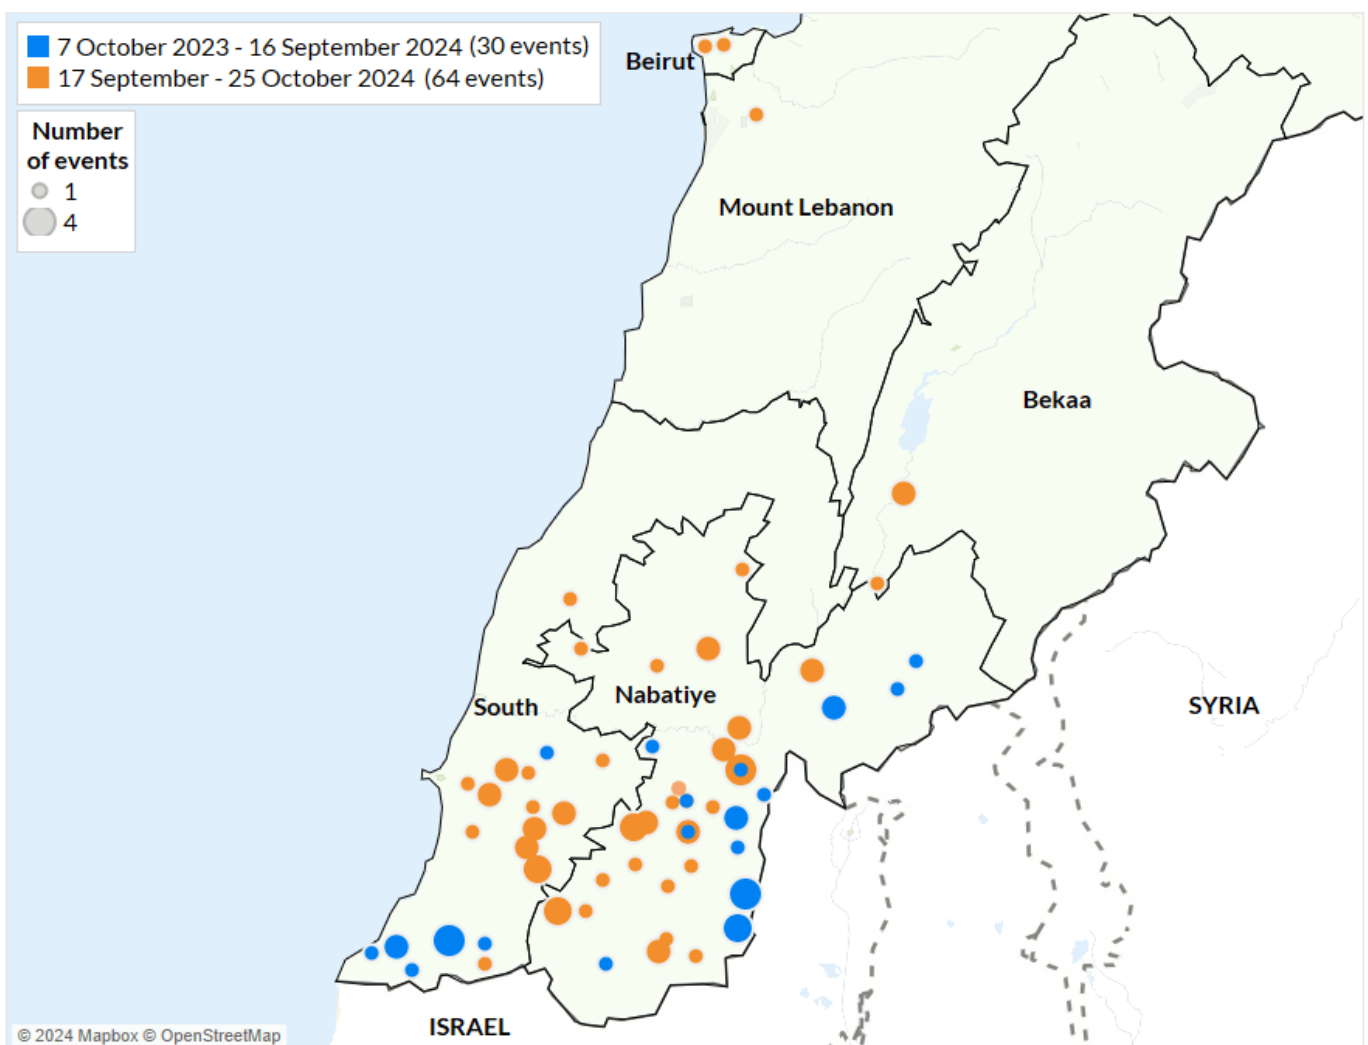 7 October 2023 - 16 September 2024 (30 events)
17 September - 25 October 2024 (64 events)
Number
of events
1
4
Beirut
Mount Lebanon
Bekaa
Nabatiye
South
SYRIA
ISRAEL
© 2024 Mapbox © OpenStreetMap